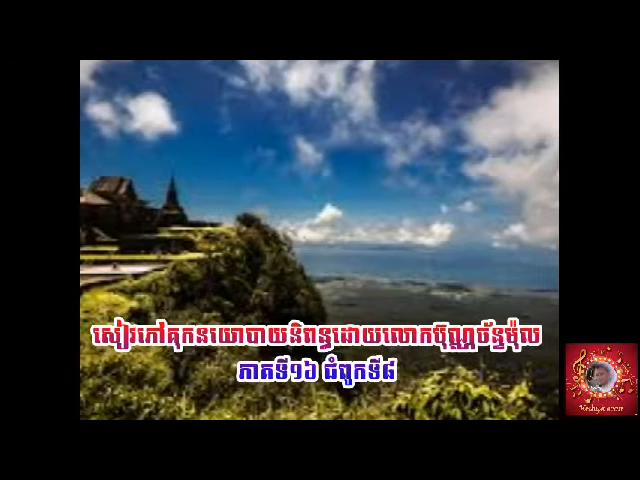 សៀវភៅគុកនយោបាយនិពន្ធដោយលោកប៊ុណ្ណច័ន្ទម៉ុល
ភាគទី១៦ ជំពូកទី៨